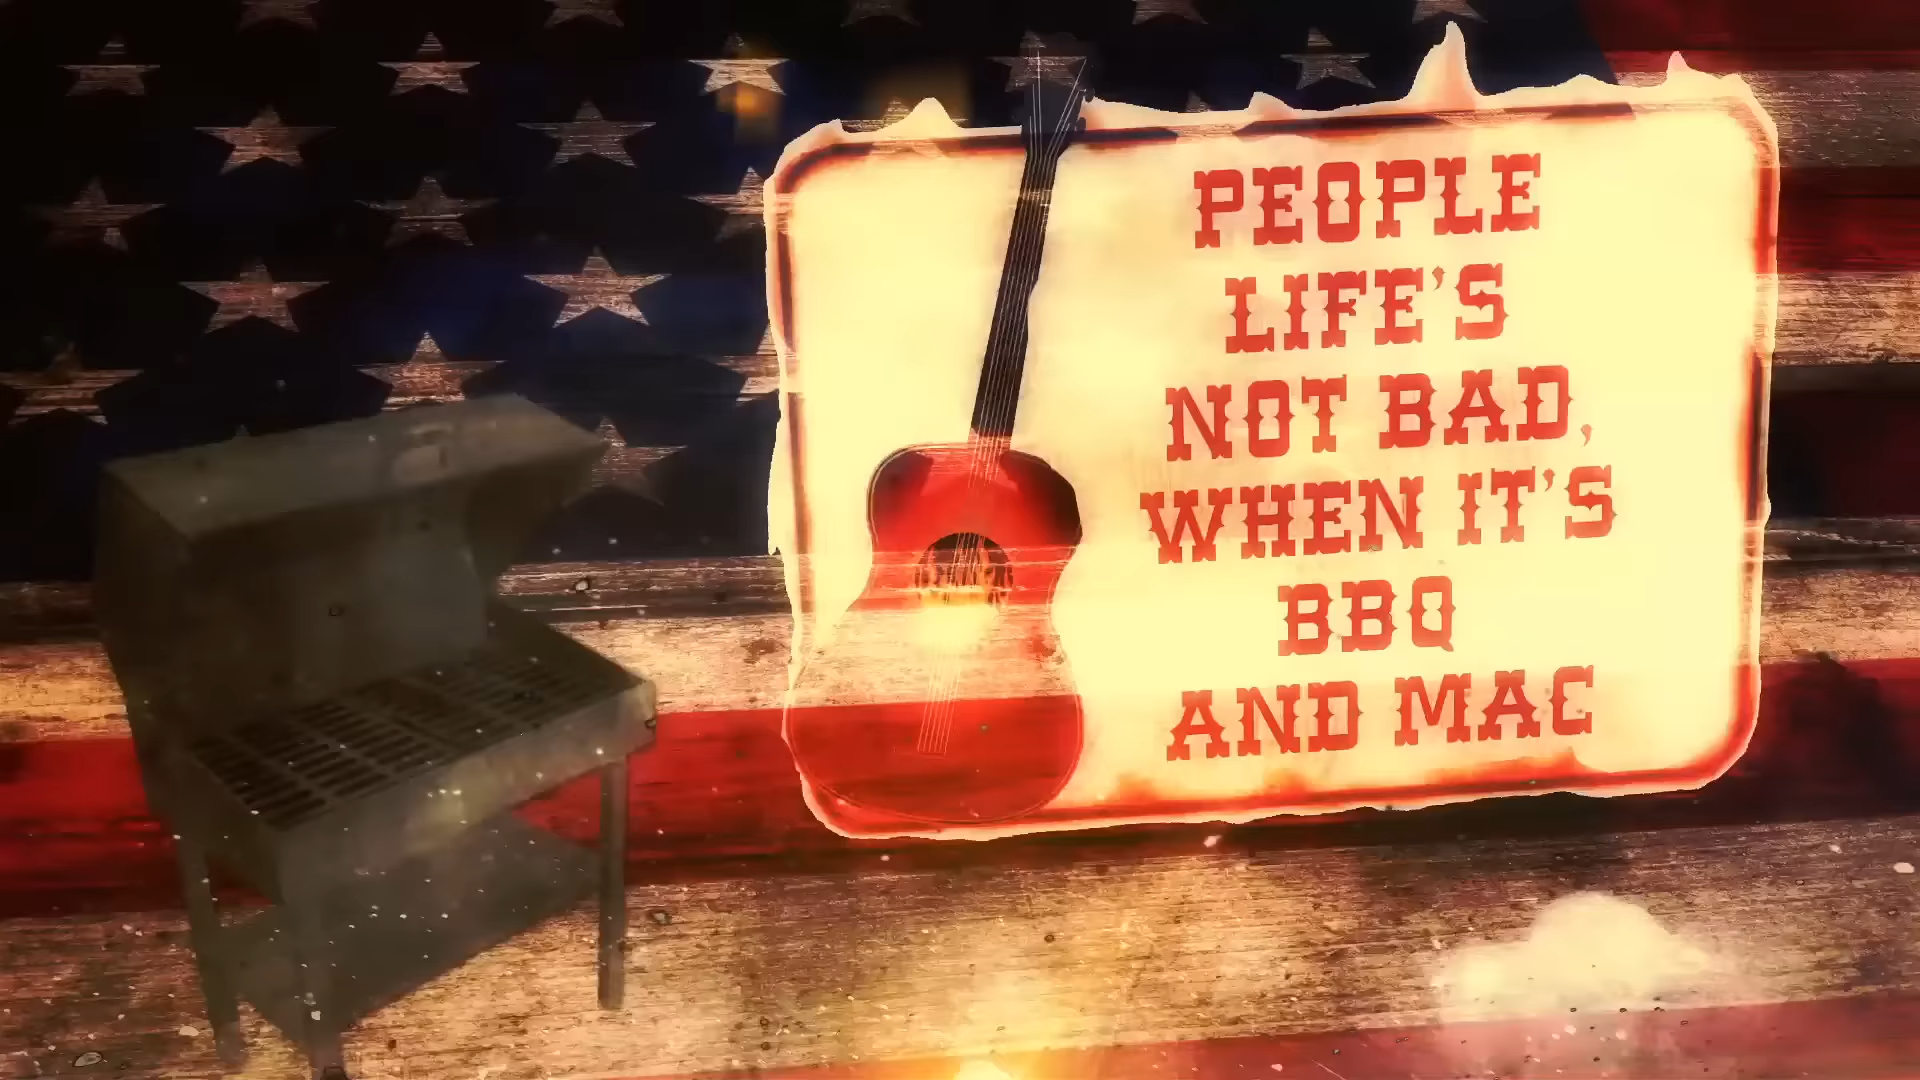 PEOPLE
LIFE'S
NOT BAD,
WHEN IT'S
BBQ
AND MAC